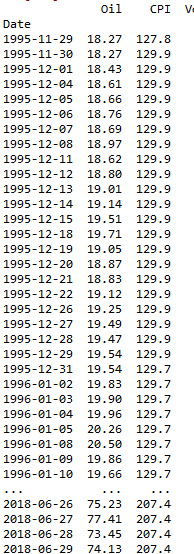 Oil CPI Vo
Date
1995-11-29 18.27 127.8
1995-11-30 18.27 129.9
1995-12-01 18.43 129.9
1995-12-04 18.61 129.9
1995-12-05 18.66 129.9
1995-12-06 18.76 129.9
1995-12-07 18.69 129.9
1995-12-08 18.97 129.9
1995-12-11 18.62 129.9
1995-12-12 18.80 129.9
1995-12-13 19.01 129.9
1995-12-14 19.14 129.9
1995-12-15 19.51 129.9
1995-12-18 19.71 129.9
1995-12-19 19.05 129.9
1995-12-20 18.87 129.9
1995-12-21 18.83 129.9
1995-12-22 19.12 129.9
1995-12-26 19.25 129.9
1995-12-27 19.49 129.9
1995-12-28 19.47 129.9
1995-12-29 19.54 129.9
1995-12-31 19.54 129.7
1996-01-02 19.83 129.7
1996-01-03 19.90 129.7
1996-01-04 19.96 129.7
1996-01-05 20.26 129.7
1996-01-08 20.50 129.7
1996-01-09 19.86 129.7
1996-01-10 19.66 129.7
... ... ...
2018-06-26 75.23 207.4
2018-06-27 77.41 207.4
2018-06-28 73.45 207.4
2018-06-29 74.13 207.4